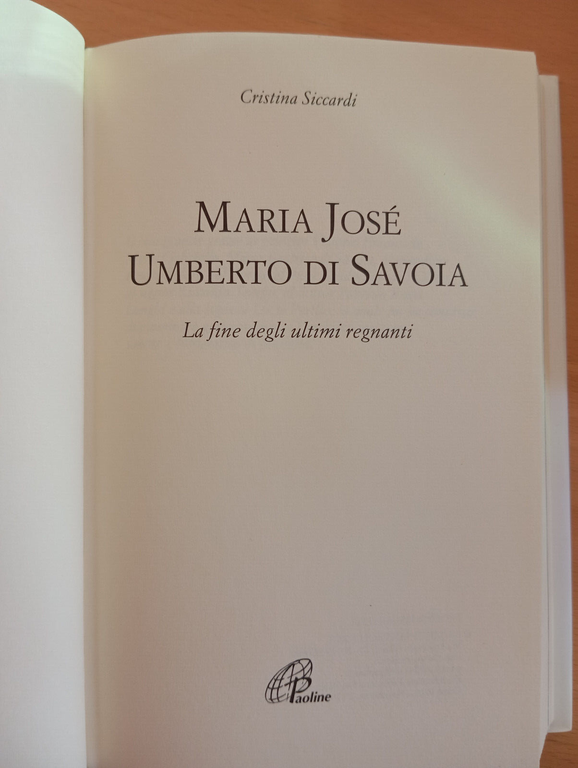 Cristina Siccardi
MARIA JOSÉ
UMBERTO DI SAVOIA
La fine degli ultimi regnanti
Paoline